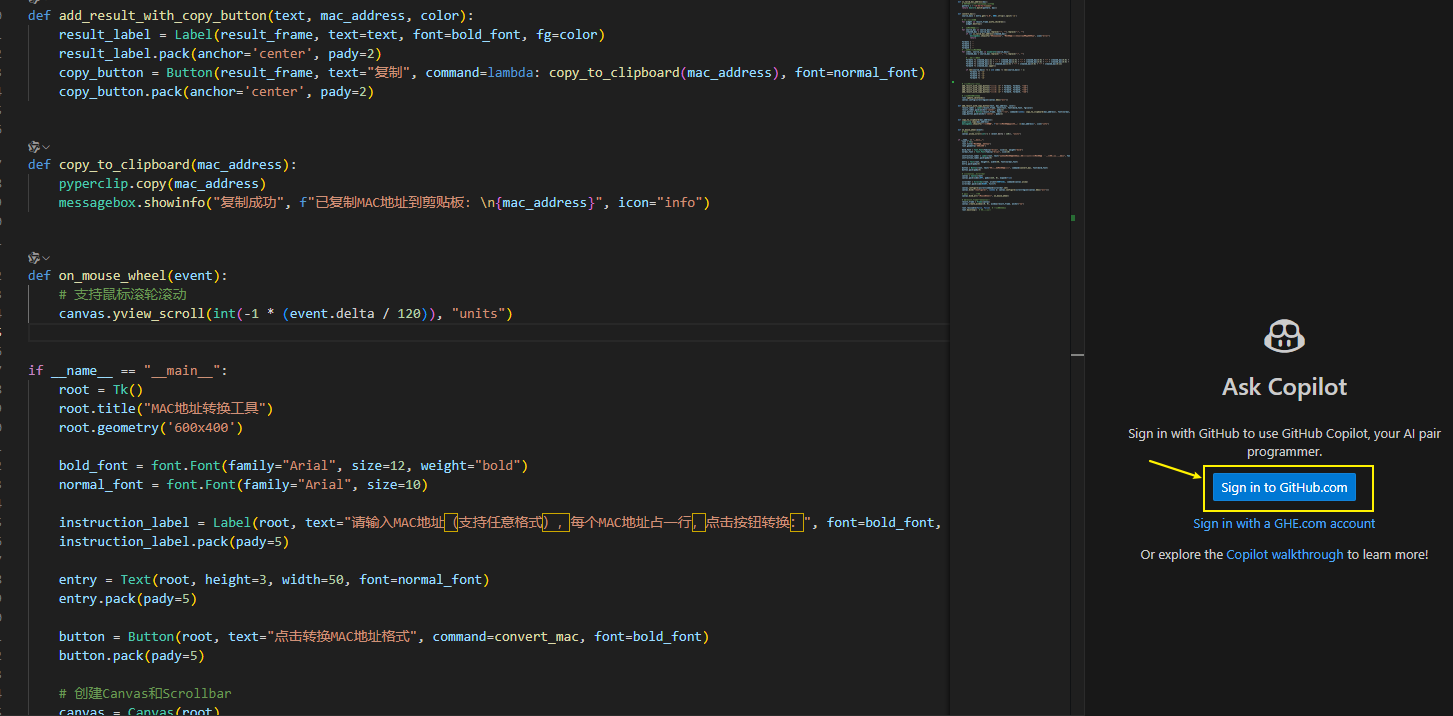 def add_result_with_copy_button(text, mac_address, color):
result_label = Label(result_frame, text=text, font=bold_font, fg=color)
result_label.pack(anchor='center', pady=2)
copy_button = Button(result_frame, text="复制", command=lambda: copy_to_clipboard(mac_address), font=normal_font)
copy_button.pack(anchor='center', pady=2)
def copy_to_clipboard(mac_address):
pyperclip.copy(mac_address)
messagebox.showinfo("复制成功", f"已复制MAC地址到剪贴板: \n{mac_address}", icon="info")
def on_mouse_wheel(event):
# 支持鼠标滚轮滚动
canvas.yview_scroll(int(-1 * (event.delta / 120)), "units")
if __name__ == "__main__":
root = Tk()
root.title("MAC地址转换工具")
root.geometry('600x400')
bold_font = font.Font(family="Arial", size=12, weight="bold")
normal_font = font.Font(family="Arial", size=10)
instruction_label = Label(root, text="请输入MAC地址（支持任意格式），每个MAC地址占一行，点击按钮转换：", font=bold_font,
instruction_label.pack(pady=5)
entry = Text(root, height=3, width=50, font=normal_font)
entry.pack(pady=5)
button = Button(root, text="点击转换MAC地址格式", command=convert_mac, font=bold_font)
button.pack(pady=5)
# 创建Canvas和Scrollbar
canvas = Canvas(root)
Ask Copilot
Sign in with GitHub to use GitHub Copilot, your AI pair
programmer.
Sign in to GitHub.com
Sign in with a GHE.com account
Or explore the Copilot walkthrough to learn more!